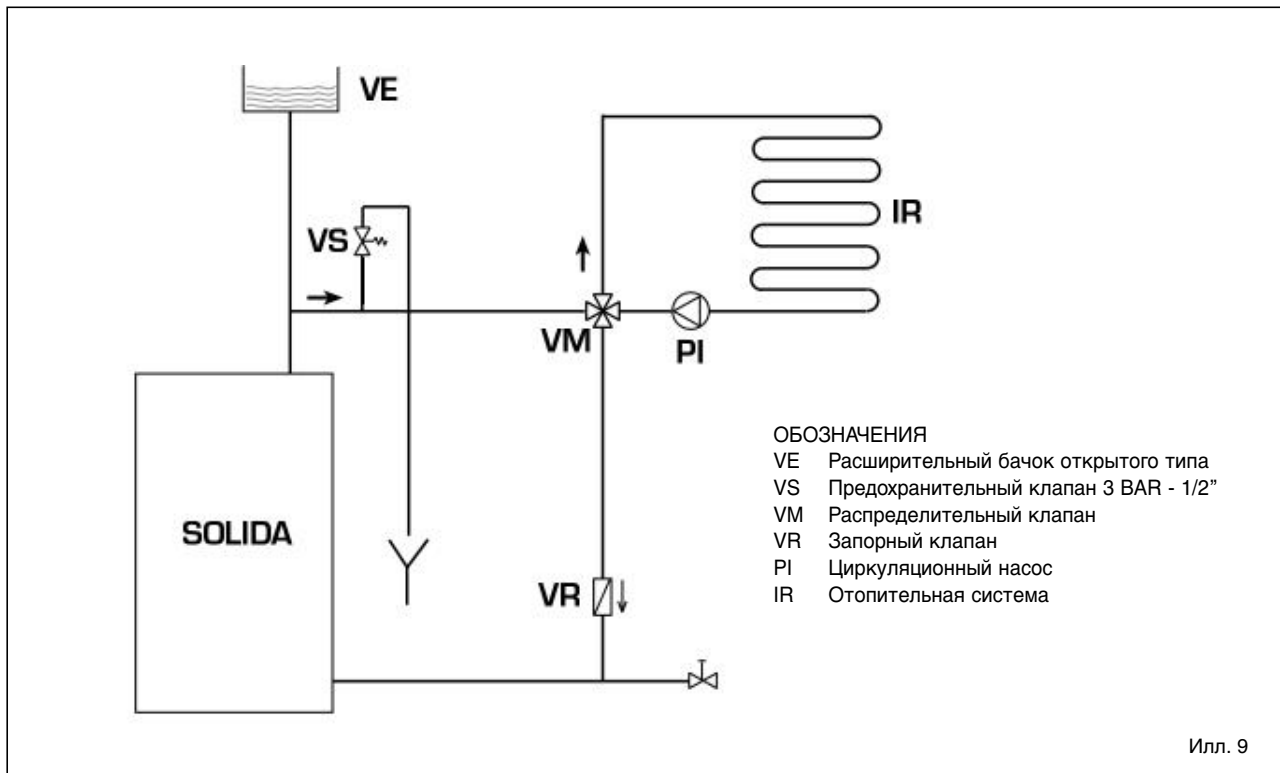 VE
VS
IR
VM
PI
SOLIDA
VR
ОБОЗНАЧЕНИЯ
VE Расширительный бачок открытого типа
VS Предохранительный клапан 3 BAR - 1/2”
VM Распределительный клапан
VR Запорный клапан
PI Циркуляционный насос
IR Отопительная система
Илл. 9